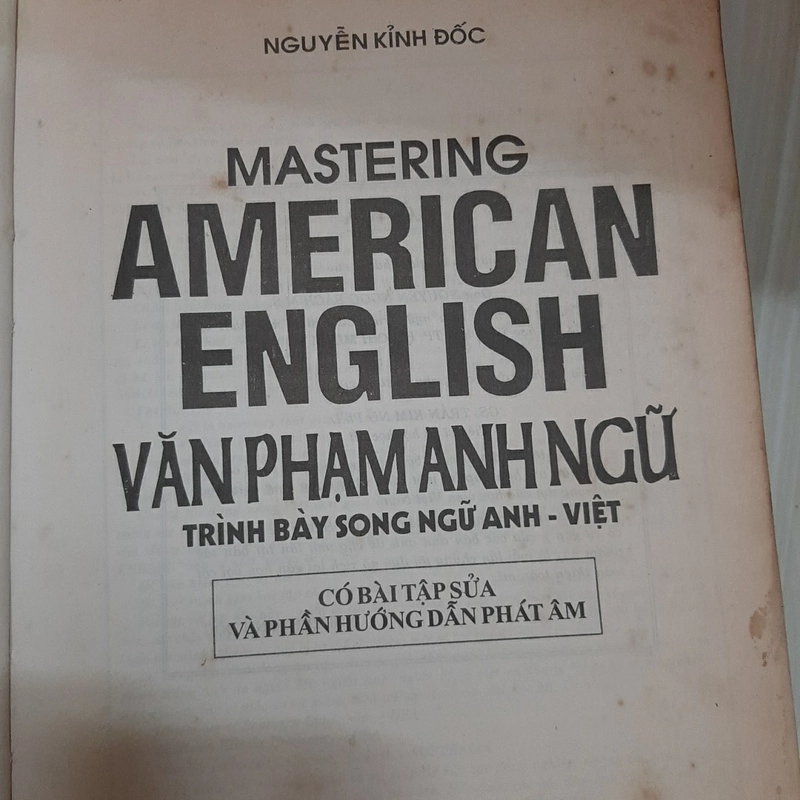 NGUYỄN KỈNH ĐỐC
MASTERING
AMERICAN
ENGLISH
VĂN PHẠM ANH NGỮ
TRÌNH BÀY SONG NGỮ ANH - VIỆT
CÓ BÀI TẬP SỬA
VÀ PHẦN HƯỚNG DẪN PHÁT ÂM